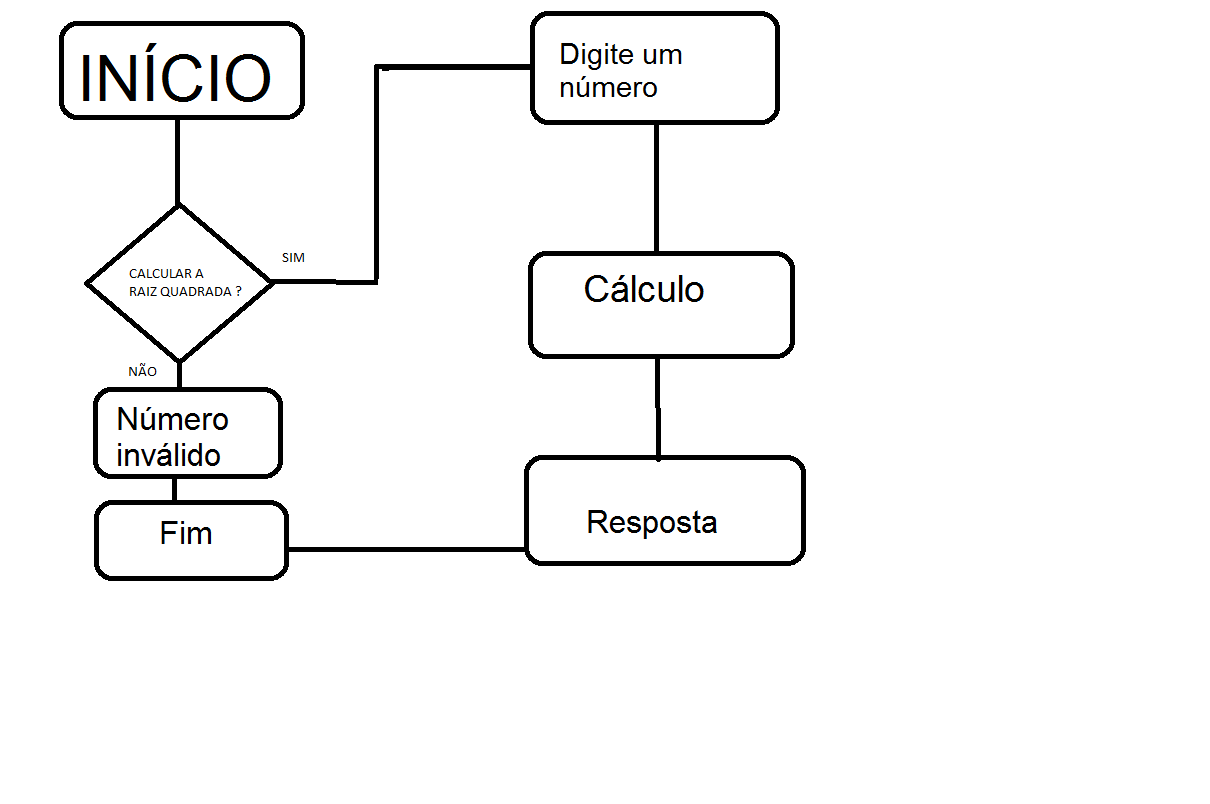 INÍCIO
CALCULAR A
RAIZ QUADRADA ?
SIM
NÃO
Número
inválido
Fim
Digite um
número
Cálculo
Resposta